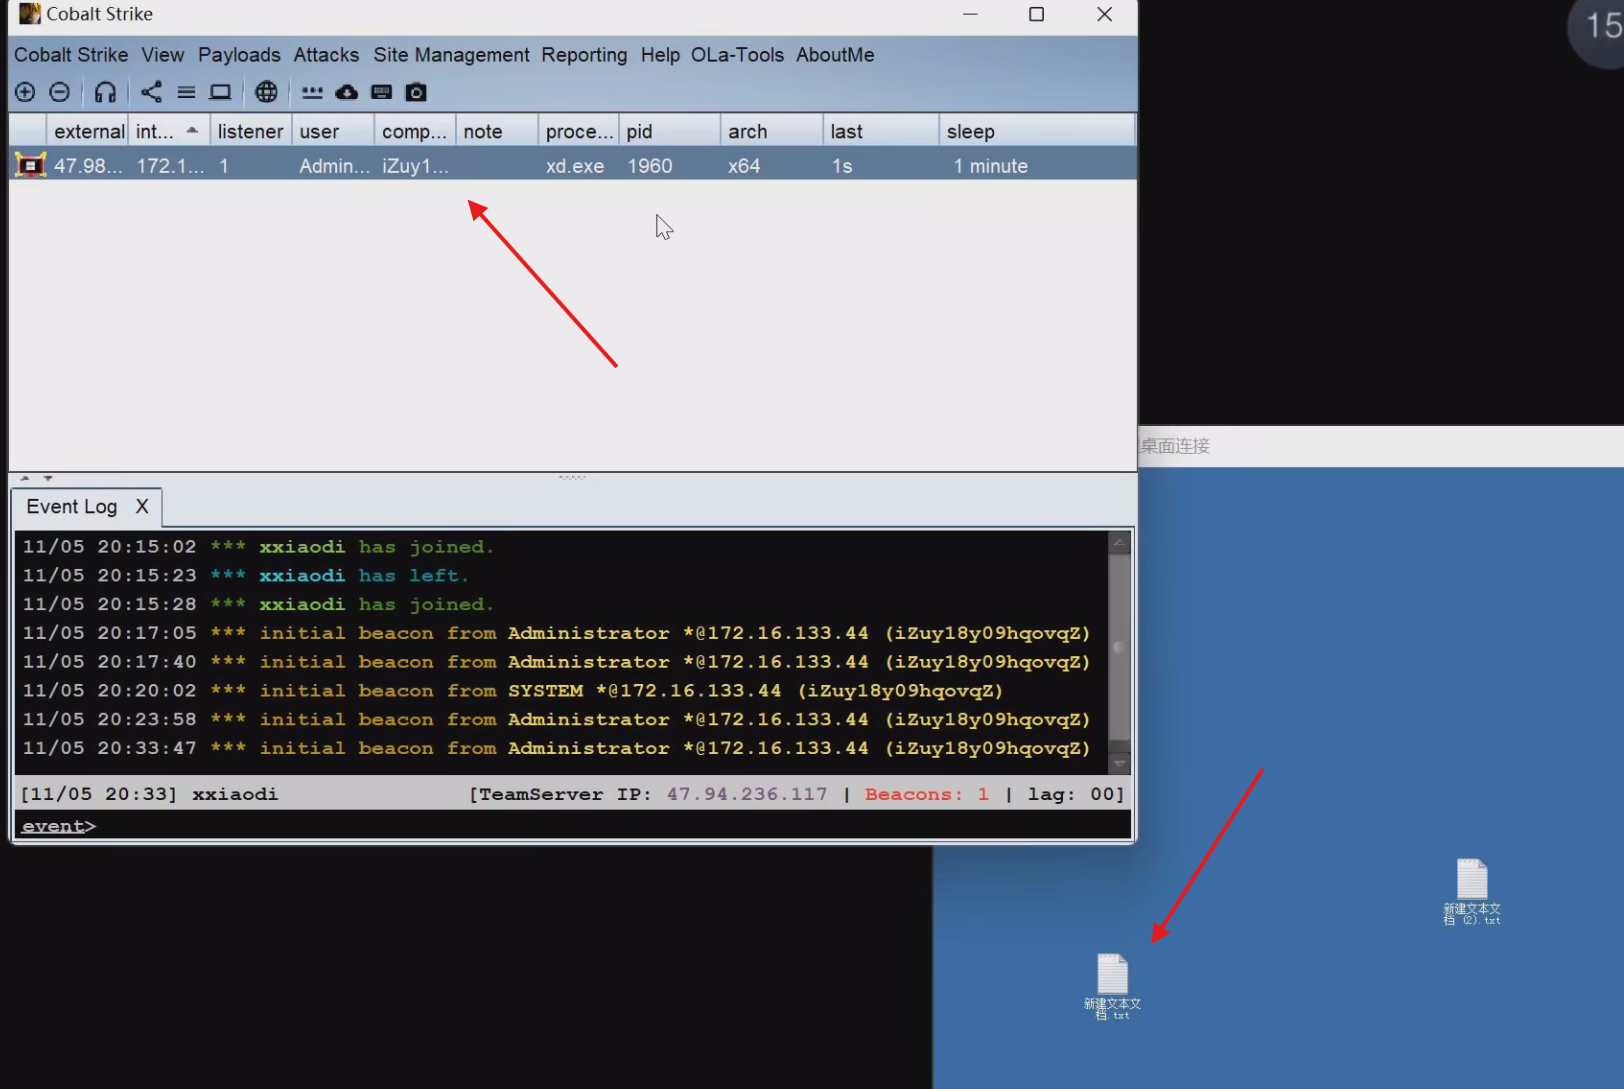 Cobalt Strike
15
Cobalt Strike View Payloads Attacks Site Management Reporting Help OLa-Tools AboutMe
external int... listener user comp... note proce... pid arch last sleep
47.98... 172.1... 1 Admin... iZuy1... xd.exe 1960 x64 1s 1 minute
桌面连接
Event Log X
11/05 20:15:02 *** xxiaodi has joined.
11/05 20:15:23 *** xxiaodi has left.
11/05 20:15:28 *** xxiaodi has joined.
11/05 20:17:05 *** initial beacon from Administrator *@172.16.133.44 (iZuy18y09hqovqZ)
11/05 20:17:40 *** initial beacon from Administrator *@172.16.133.44 (iZuy18y09hqovqZ)
11/05 20:20:02 *** initial beacon from SYSTEM *@172.16.133.44 (iZuy18y09hqovqZ)
11/05 20:23:58 *** initial beacon from Administrator *@172.16.133.44 (iZuy18y09hqovqZ)
11/05 20:33:47 *** initial beacon from Administrator *@172.16.133.44 (iZuy18y09hqovqZ)
[11/05 20:33] xxiaodi [TeamServer IP: 47.94.236.117 | Beacons: 1 | lag: 00]
event>
新建文本文
档 (2).txt
新建文本文
档.txt